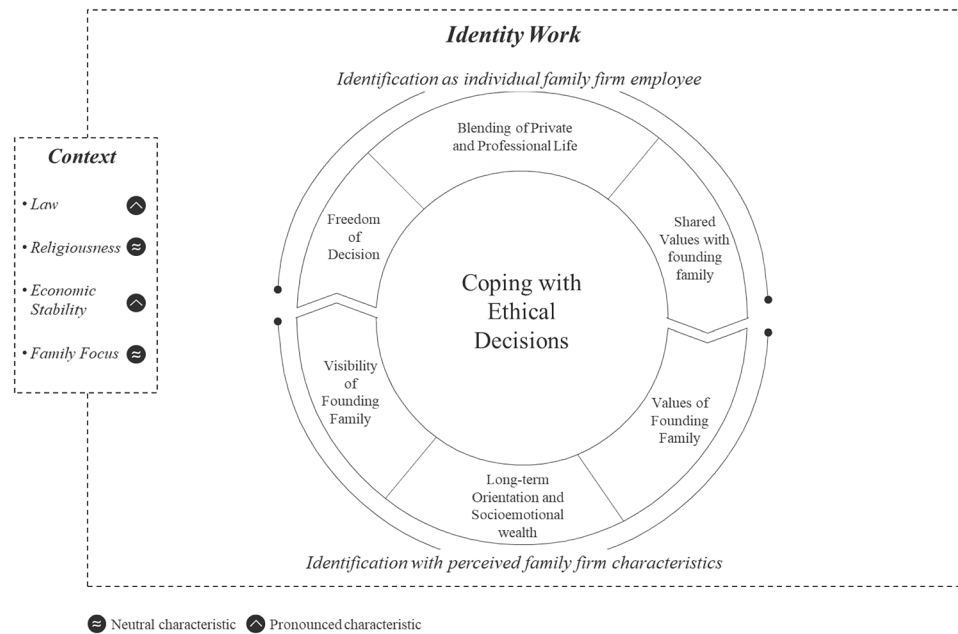 Identity Work
Identification as individual family firm employee
Context
• Law
• Religiousness
• Economic
Stability
• Family Focus
Blending of Private
and Professional Life
Freedom
of
Decision
Shared
Values with
founding
family
Coping with
Ethical
Decisions
Visibility
of
Founding
Family
Values of
Founding
Family
Long-term
Orientation and
Socioemotional
wealth
Identification with perceived family firm characteristics
Neutral characteristic
Pronounced characteristic